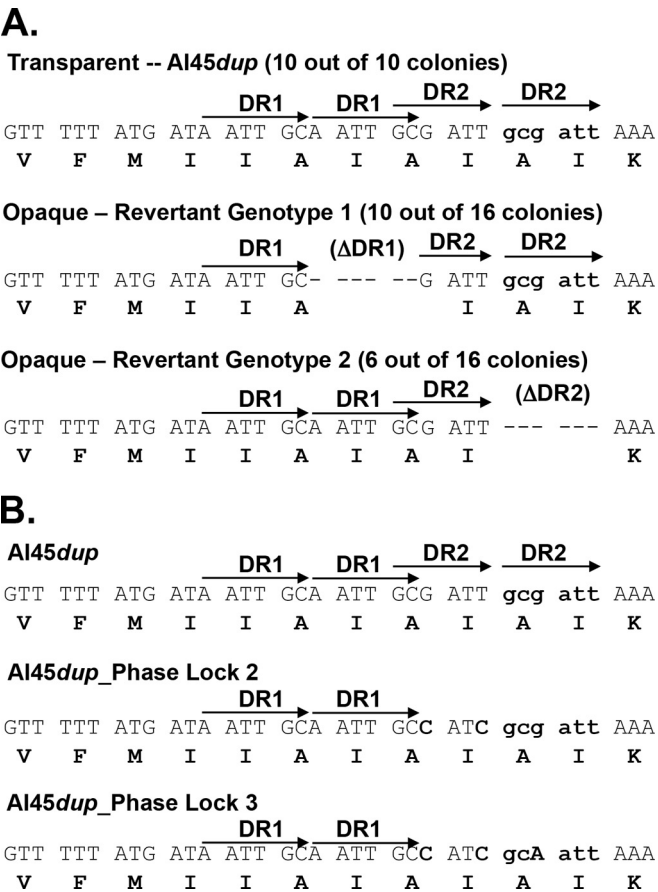 A.
Transparent -- AI45dup (10 out of 10 colonies)
DR1 DR1 DR2 DR2
GTT TTT ATG ATA ATT GCA ATT GCG ATT gcg att AAA
V F M I I A I A I A I K
Opaque – Revertant Genotype 1 (10 out of 16 colonies)
DR1 (ΔDR1) DR2 DR2
GTT TTT ATG ATA ATT GC- --- --G ATT gcg att AAA
V F M I I A I A I K
Opaque – Revertant Genotype 2 (6 out of 16 colonies)
DR1 DR1 DR2 (ΔDR2)
GTT TTT ATG ATA ATT GCA ATT GCG ATT --- --- AAA
V F M I I A I A I K
B.
AI45dup
DR1 DR1 DR2 DR2
GTT TTT ATG ATA ATT GCA ATT GCG ATT gcg att AAA
V F M I I A I A I A I K
AI45dup_Phase Lock 2
DR1 DR1
GTT TTT ATG ATA ATT GCA ATT GCC ATC gcg att AAA
V F M I I A I A I A I K
AI45dup_Phase Lock 3
DR1 DR1
GTT TTT ATG ATA ATT GCA ATT GCC ATC gcA att AAA
V F M I I A I A I A I K